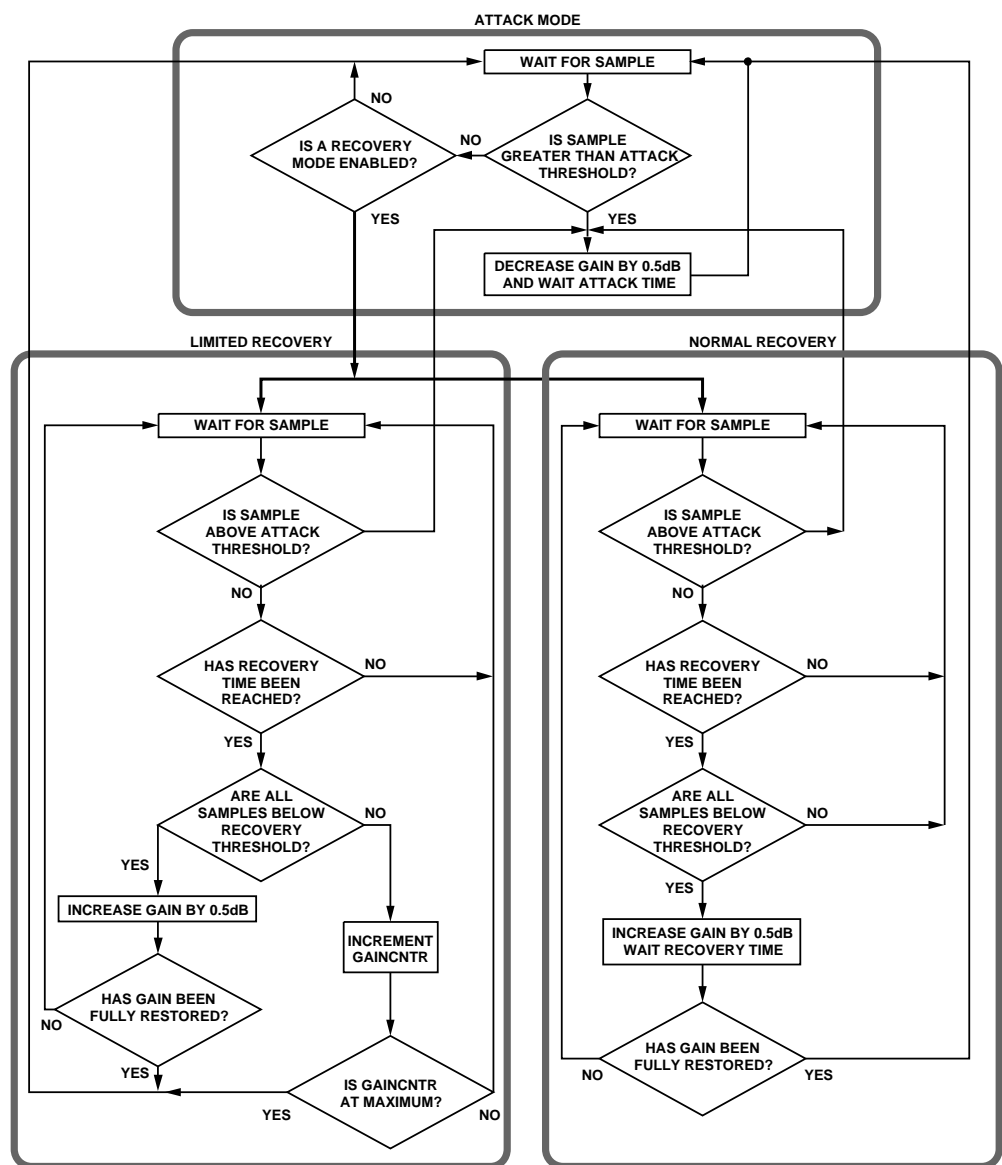 ATTACK MODE
WAIT FOR SAMPLE
NO
IS A RECOVERY
MODE ENABLED?
NO
IS SAMPLE
GREATER THAN ATTACK
THRESHOLD?
YES
YES
DECREASE GAIN BY 0.5dB
AND WAIT ATTACK TIME
LIMITED RECOVERY
WAIT FOR SAMPLE
IS SAMPLE
ABOVE ATTACK
THRESHOLD?
NO
HAS RECOVERY
TIME BEEN
REACHED?
NO
YES
ARE ALL
SAMPLES BELOW
RECOVERY
THRESHOLD?
NO
YES
INCREASE GAIN BY 0.5dB
INCREMENT
GAINCNTR
HAS GAIN BEEN
FULLY RESTORED?
NO
YES
IS GAINCNTR
AT MAXIMUM?
YES
NO
NORMAL RECOVERY
WAIT FOR SAMPLE
IS SAMPLE
ABOVE ATTACK
THRESHOLD?
NO
HAS RECOVERY
TIME BEEN
REACHED?
NO
YES
ARE ALL
SAMPLES BELOW
RECOVERY
THRESHOLD?
NO
YES
INCREASE GAIN BY 0.5dB
WAIT RECOVERY TIME
HAS GAIN BEEN
FULLY RESTORED?
NO
YES